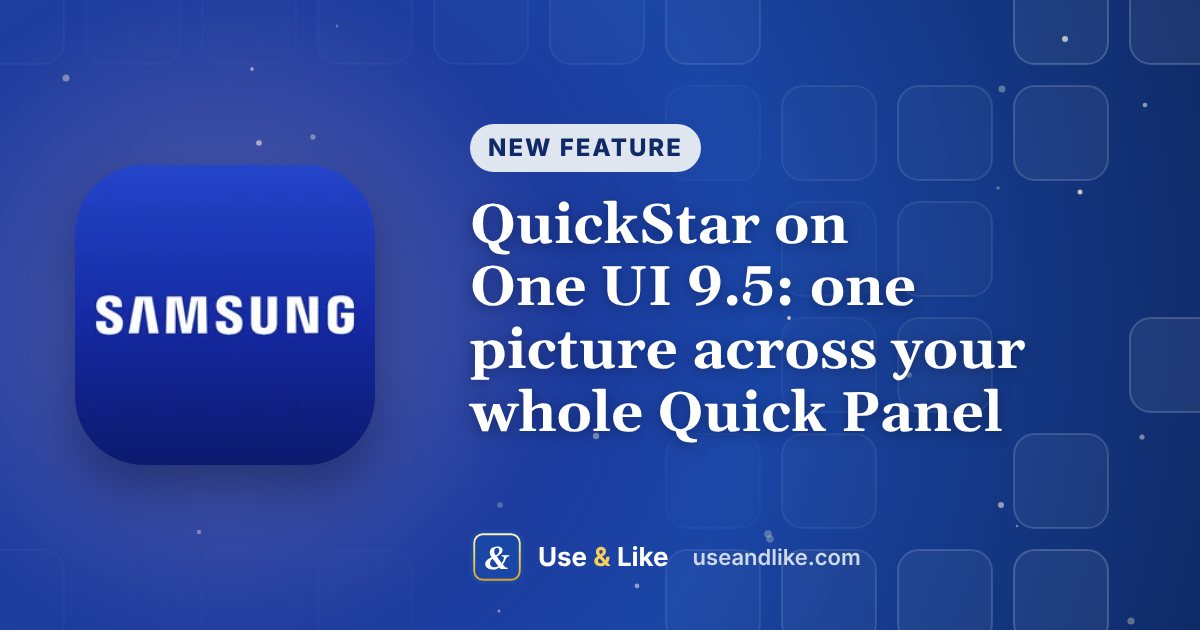 SAMSUNG
NEW FEATURE
QuickStar on
One UI 9.5: one
picture across your
whole Quick Panel
& Use & Like useandlike.com